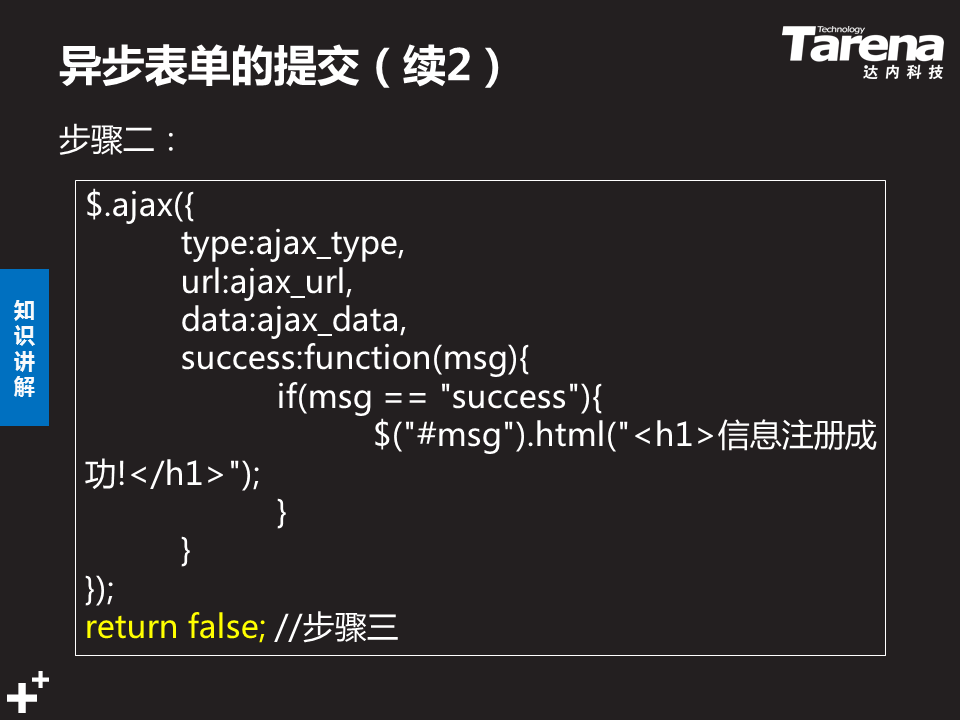 异步表单的提交（续2）
Technology
Tarena
达内科技
步骤二：
知识讲解
$.ajax({
type:ajax_type,
url:ajax_url,
data:ajax_data,
success:function(msg){
if(msg == "success"){
$("#msg").html("<h1>信息注册成
功!</h1>");
}
}
});
return false; //步骤三